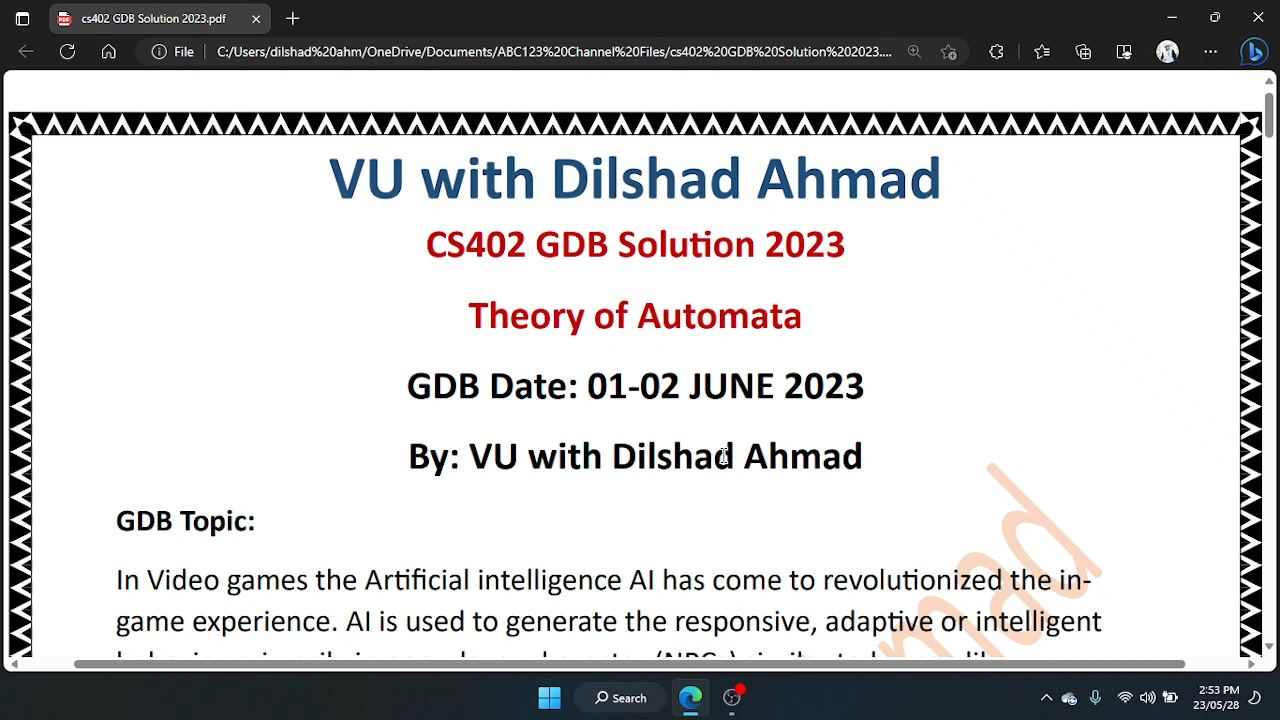 cs402 GDB Solution 2023.pdf
File
C:/Users/dilshad%20ahm/OneDrive/Documents/ABC123%20Channel%20Files/cs402%20GDB%20Solution%202023....
VU with Dilshad Ahmad
CS402 GDB Solution 2023
Theory of Automata
GDB Date: 01-02 JUNE 2023
By: VU with Dilshad Ahmad
GDB Topic:
In Video games the Artificial intelligence AI has come to revolutionized the in-
game experience. AI is used to generate the responsive, adaptive or intelligent
Search
2:53 PM
23/05/28